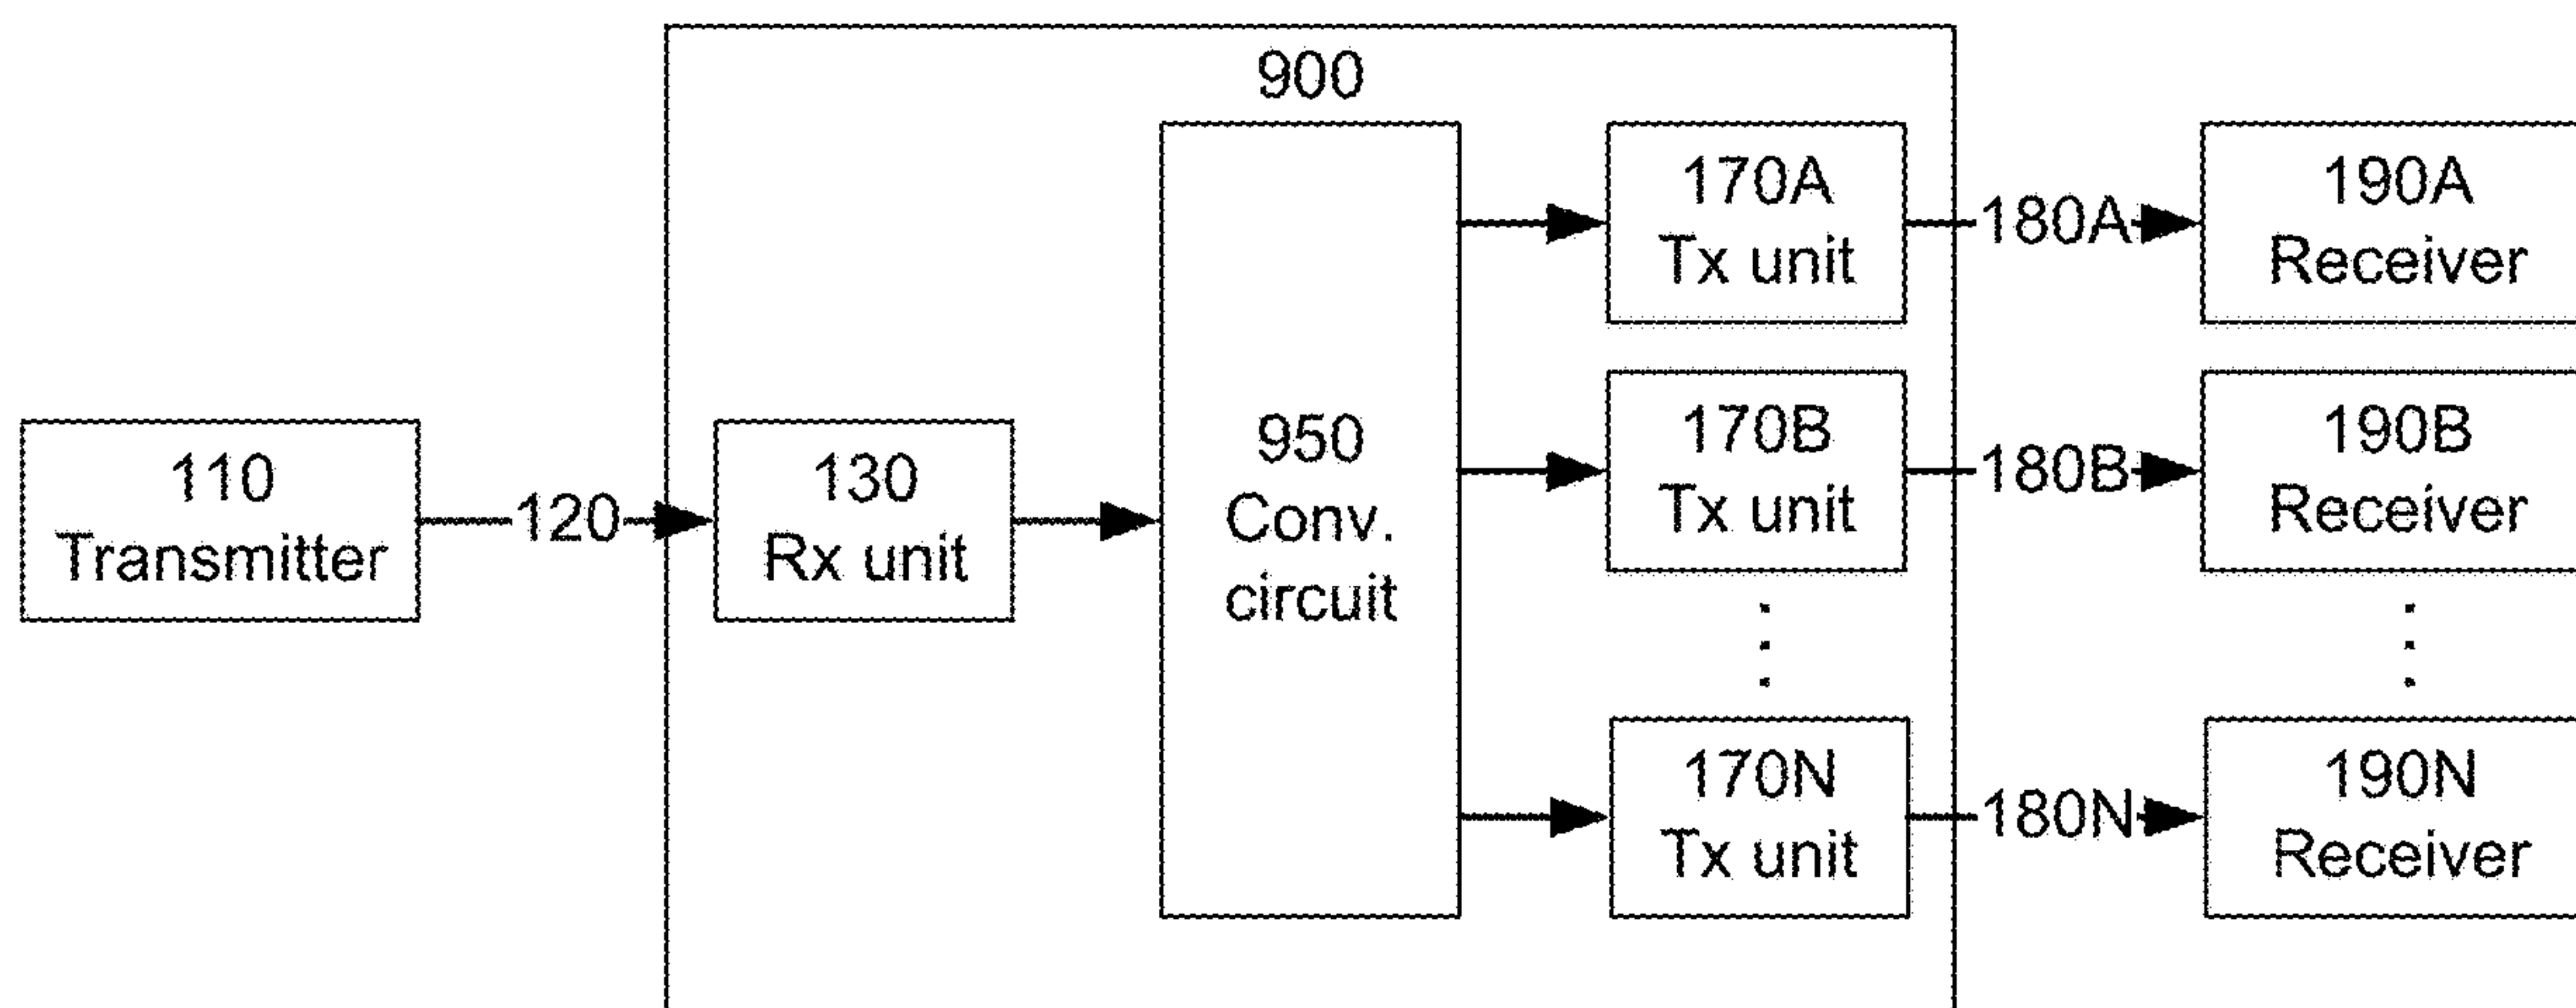 900
110
Transmitter
120
130
Rx unit
950
Conv.
circuit
170A
Tx unit
180A
190A
Receiver
170B
Tx unit
180B
190B
Receiver
170N
Tx unit
180N
190N
Receiver